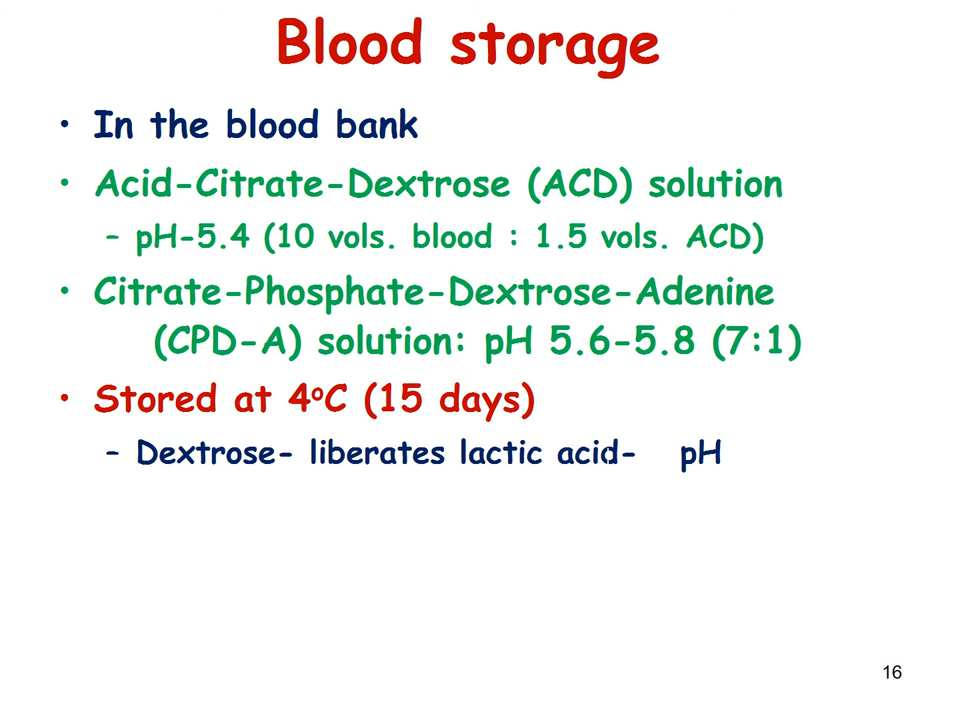 Blood storage
• In the blood bank
• Acid-Citrate-Dextrose (ACD) solution
– pH-5.4 (10 vols. blood : 1.5 vols. ACD)
• Citrate-Phosphate-Dextrose-Adenine
(CPD-A) solution: pH 5.6-5.8 (7:1)
• Stored at 4ºC (15 days)
– Dextrose- liberates lactic acid- pH
16